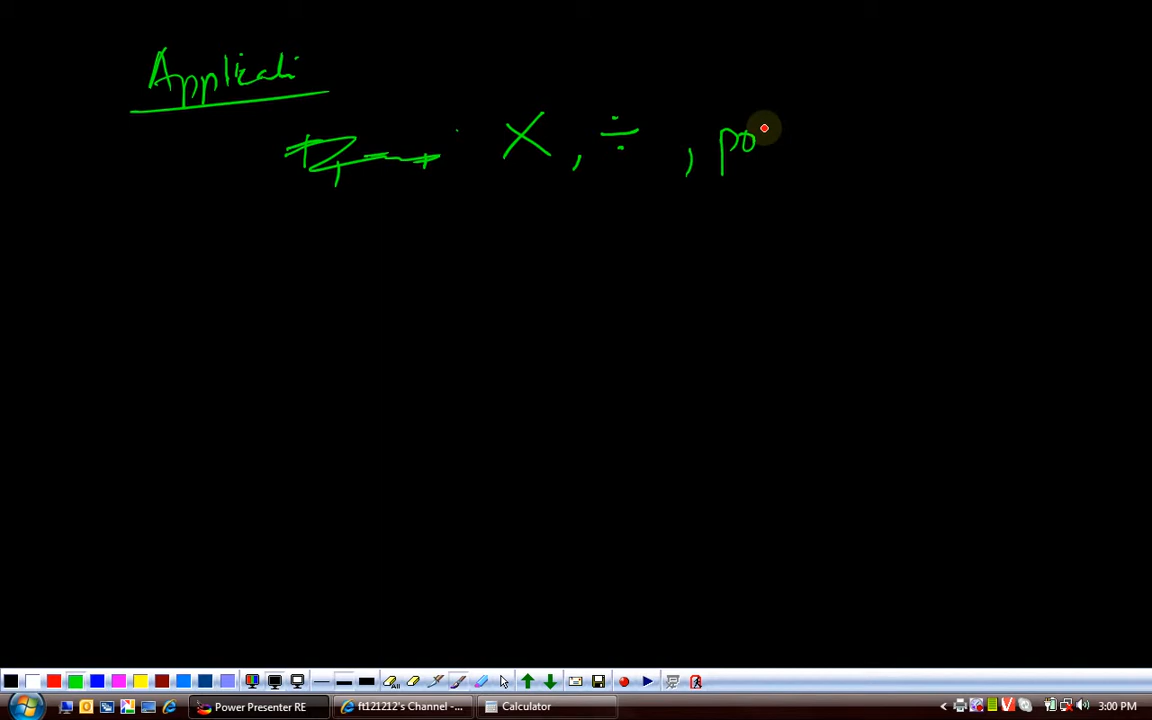 Applicati
X, ÷, po
Power Presenter RE
ft121212's Channel -...
Calculator
3:00 PM